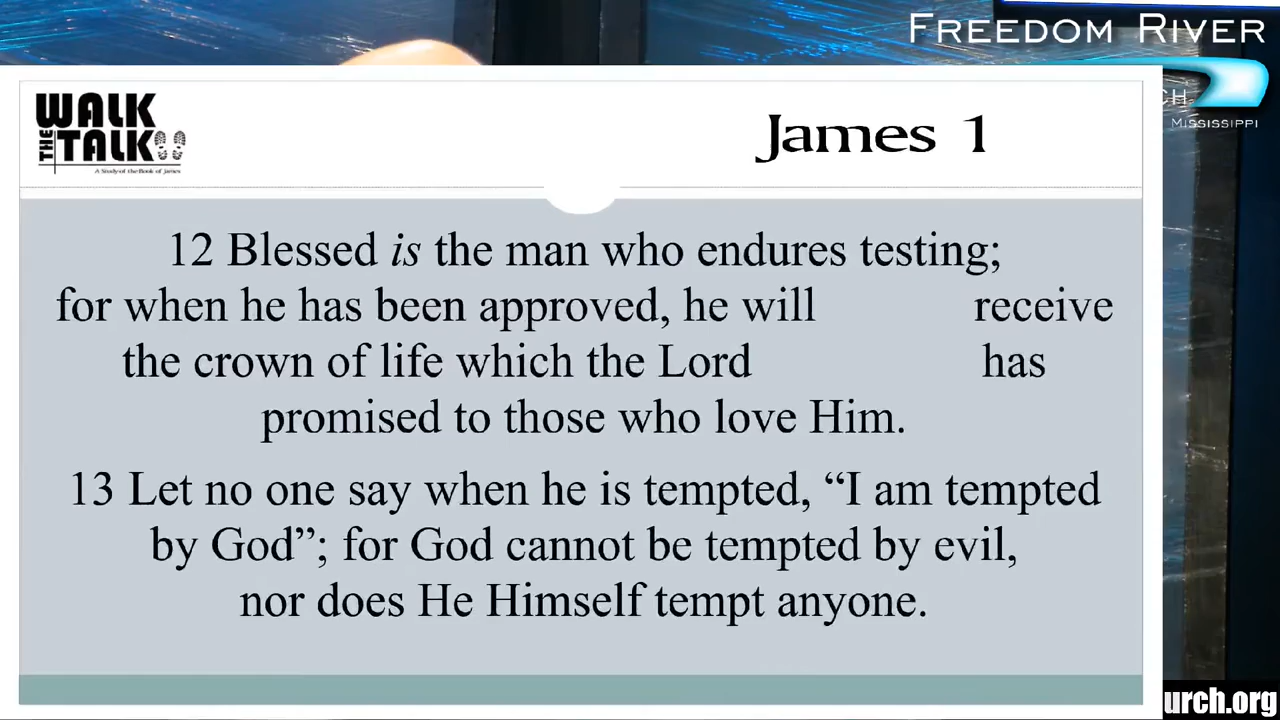 FREEDOM RIVER
CH
MISSISSIPPI
WALK
THE
TALK
A Study of the Book of James
James 1
12 Blessed is the man who endures testing;
for when he has been approved, he will receive
the crown of life which the Lord has
promised to those who love Him.
13 Let no one say when he is tempted, “I am tempted
by God”; for God cannot be tempted by evil,
nor does He Himself tempt anyone.
urch.org